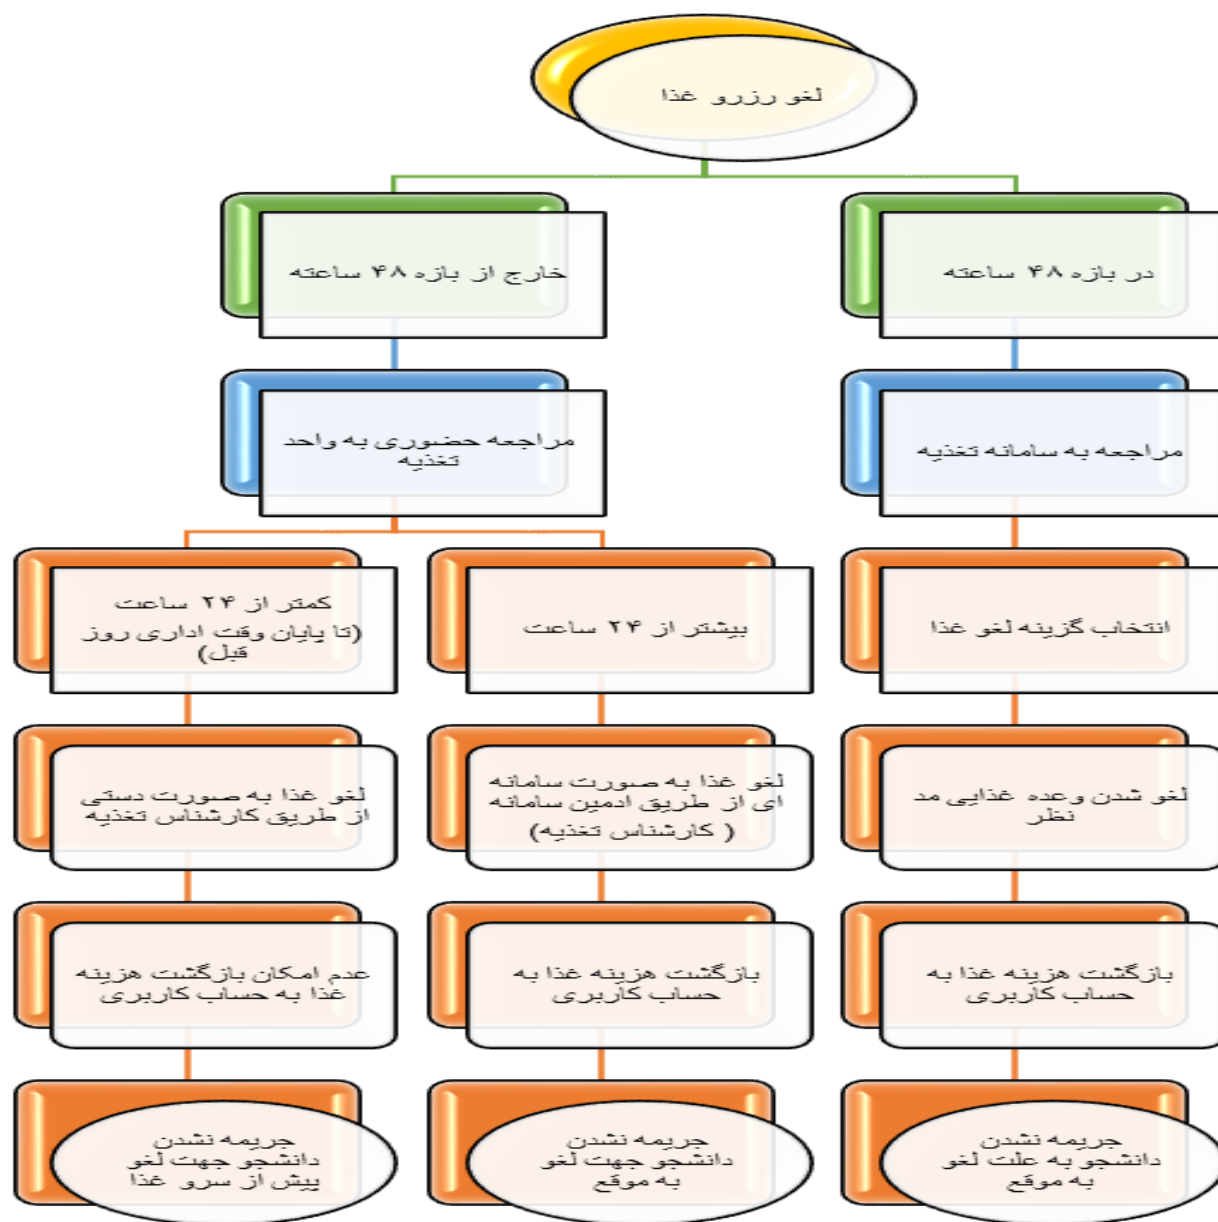 لغو رزرو غذا
در بازه ۴۸ ساعته
خارج از بازه ۴۸ ساعته
مراجعه به سامانه تغذیه
مراجعه حضوری به واحد
تغذیه
انتخاب گزینه لغو غذا
بیشتر از ۲۴ ساعت
کمتر از ۲۴ ساعت
(تا پایان وقت اداری روز
قبل)
لغو شدن وعده غذایی مد
نظر
لغو غذا به صورت سامانه
ای از طریق ادمین سامانه
( کارشناس تغذیه)
لغو غذا به صورت دستی
از طریق کارشناس تغذیه
بازگشت هزینه غذا به
حساب کاربری
بازگشت هزینه غذا به
حساب کاربری
عدم امکان بازگشت هزینه
غذا به حساب کاربری
جریمه نشدن
دانشجو به علت لغو
به موقع
جریمه نشدن
دانشجو جهت لغو
به موقع
جریمه نشدن
دانشجو جهت لغو
پیش از سرو غذا